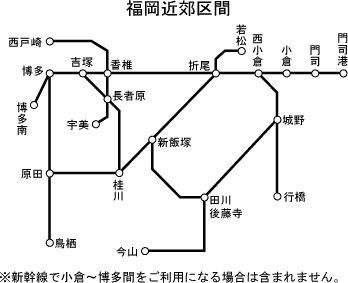 福岡近郊区間
若松
西戸崎
西小倉
小倉
門司
門司港
吉塚
香椎
折尾
博多
長者原
博多南
宇美
城野
新飯塚
原田
桂川
田川後藤寺
行橋
鳥栖
今山
※新幹線で小倉～博多間をご利用になる場合は含まれません。